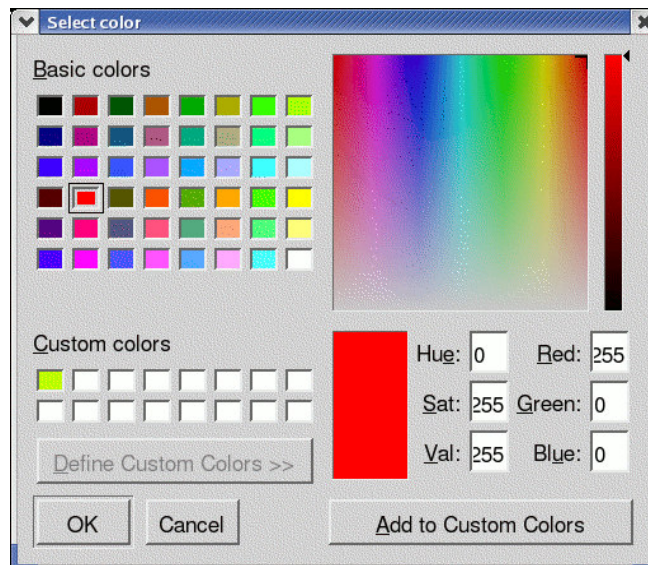 Select color
Basic colors
Custom colors
Define Custom Colors >>
OK Cancel
Hue: 0 Red: 255
Sat: 255 Green: 0
Val: 255 Blue: 0
Add to Custom Colors